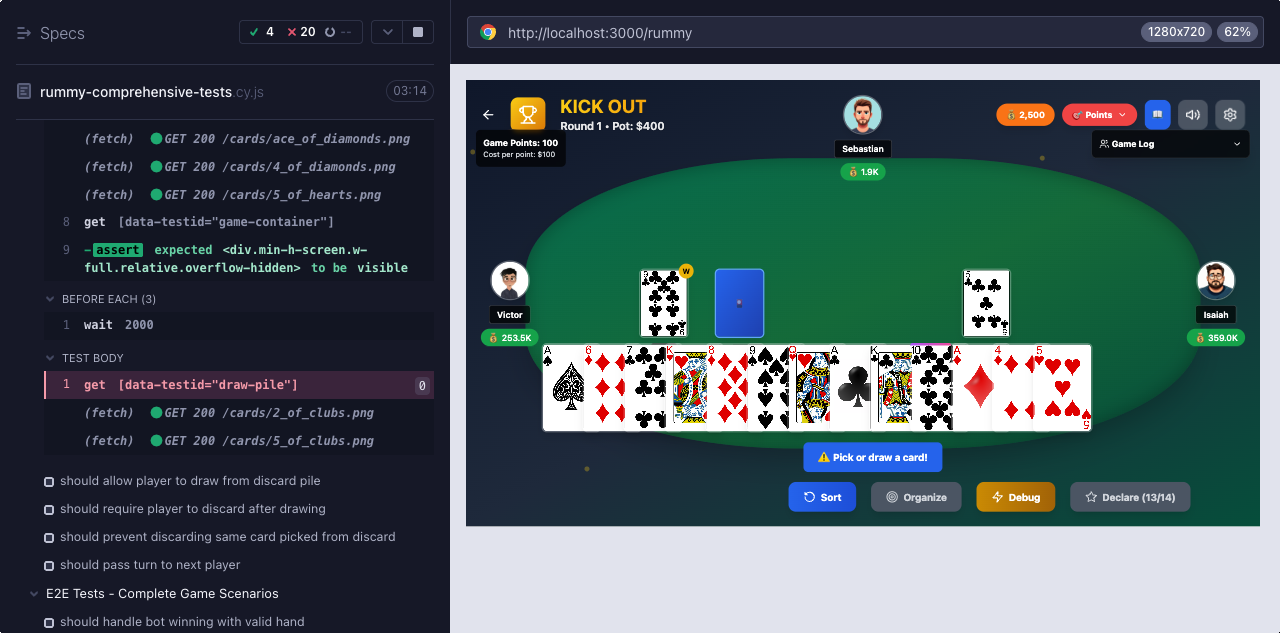 Specs
4 20 --
rummy-comprehensive-tests.cy.js
03:14
(fetch) GET 200 /cards/ace_of_diamonds.png
(fetch) GET 200 /cards/4_of_diamonds.png
(fetch) GET 200 /cards/5_of_hearts.png
8 get [data-testid="game-container"]
9 -assert expected <div.min-h-screen.w-
full.relative.overflow-hidden> to be visible
BEFORE EACH (3)
1 wait 2000
TEST BODY
1 get [data-testid="draw-pile"] 0
(fetch) GET 200 /cards/2_of_clubs.png
(fetch) GET 200 /cards/5_of_clubs.png
should allow player to draw from discard pile
should require player to discard after drawing
should prevent discarding same card picked from discard
should pass turn to next player
E2E Tests - Complete Game Scenarios
should handle bot winning with valid hand
http://localhost:3000/rummy
1280x720 62%
KICK OUT
Round 1 • Pot: $400
Game Points: 100
Cost per point: $100
Sebastian
1.9K
2,500
Points
Game Log
Victor
253.5K
W
Isaiah
359.0K
A 6 7 K 8 9 Q A K 10 A 4 5
5
Pick or draw a card!
Sort
Organize
Debug
Declare (13/14)